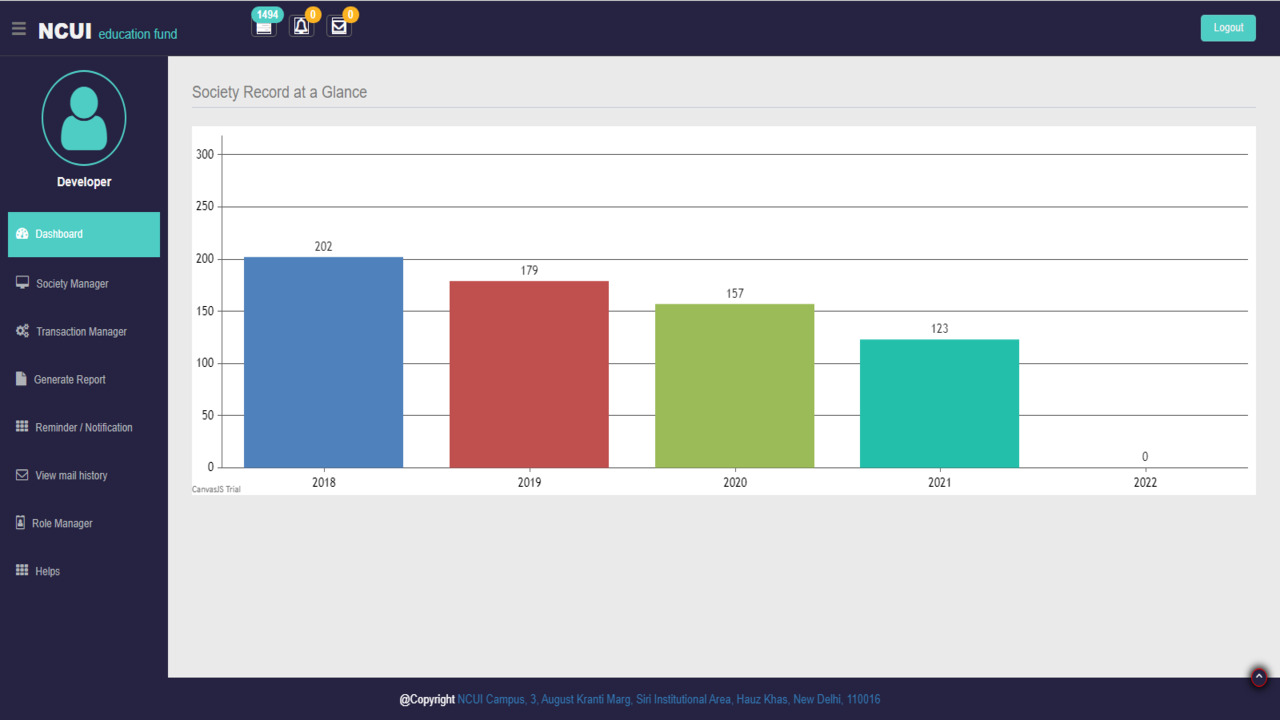 1494 0 0
NCUI education fund
Logout
Developer
Dashboard
Society Manager
Transaction Manager
Generate Report
Reminder / Notification
View mail history
Role Manager
Helps
Society Record at a Glance
300
250
200
150
100
50
0
202
179
157
123
0
2018 2019 2020 2021 2022
CanvasJS Trial
@Copyright NCUI Campus, 3, August Kranti Marg, Siri Institutional Area, Hauz Khas, New Delhi, 110016